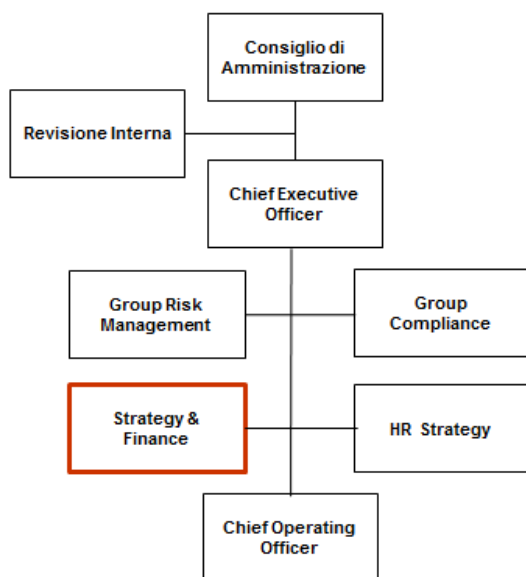 Consiglio di
Amministrazione
Revisione Interna
Chief Executive
Officer
Group Risk
Management
Group
Compliance
Strategy &
Finance
HR Strategy
Chief Operating
Officer